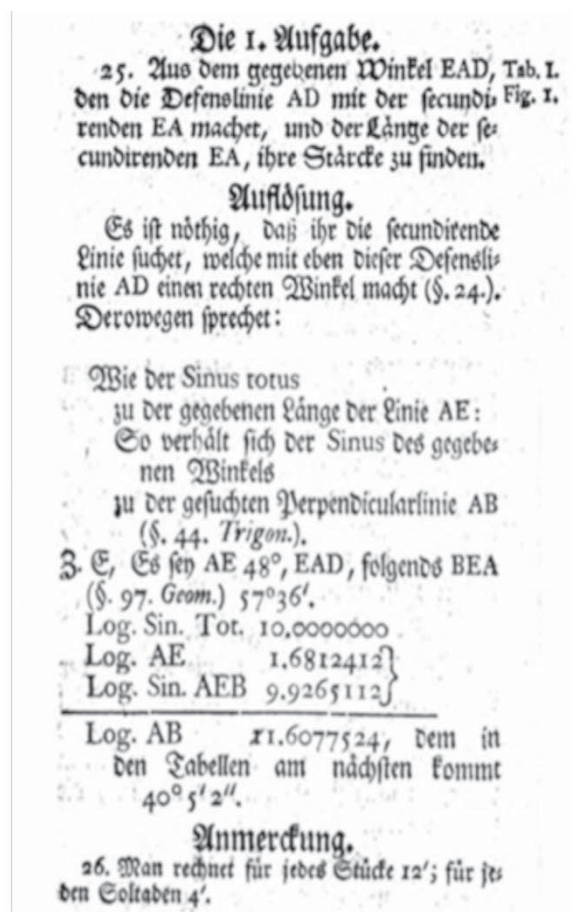 Die 1. Aufgabe.
25. Aus dem gegebenen Winkel EAD, Tab. I.
den die Defenslinie AD mit der secundi- Fig. 1.
renden EA machet, und der Länge der se-
cundirenden EA, ihre Stärcke zu finden.
Auflösung.
Es ist nöthig, daß ihr die secundirende
Linie suchet, welche mit eben dieser Defensli-
nie AD einen rechten Winkel macht (§. 24.).
Derowegen sprechet:
Wie der Sinus totus
zu der gegebenen Länge der Linie AE:
So verhält sich der Sinus des gegebe-
nen Winkels
zu der gesuchten Perpendicularlinie AB
(§. 44. Trigon.).
Z. E, Es sey AE 48°, EAD, folgends BEA
(§. 97. Geom.) 57°36′.
Log. Sin. Tot. 10.0000000
Log. AE 1.6812412}
Log. Sin. AEB 9.9265112}
Log. AB 11.6077524, dem in
den Tabellen am nächsten kommt
40° 5′ 2″.
Anmerckung.
26. Man rechnet für jedes Stücke 12′; für je-
den Soldaten 4′.